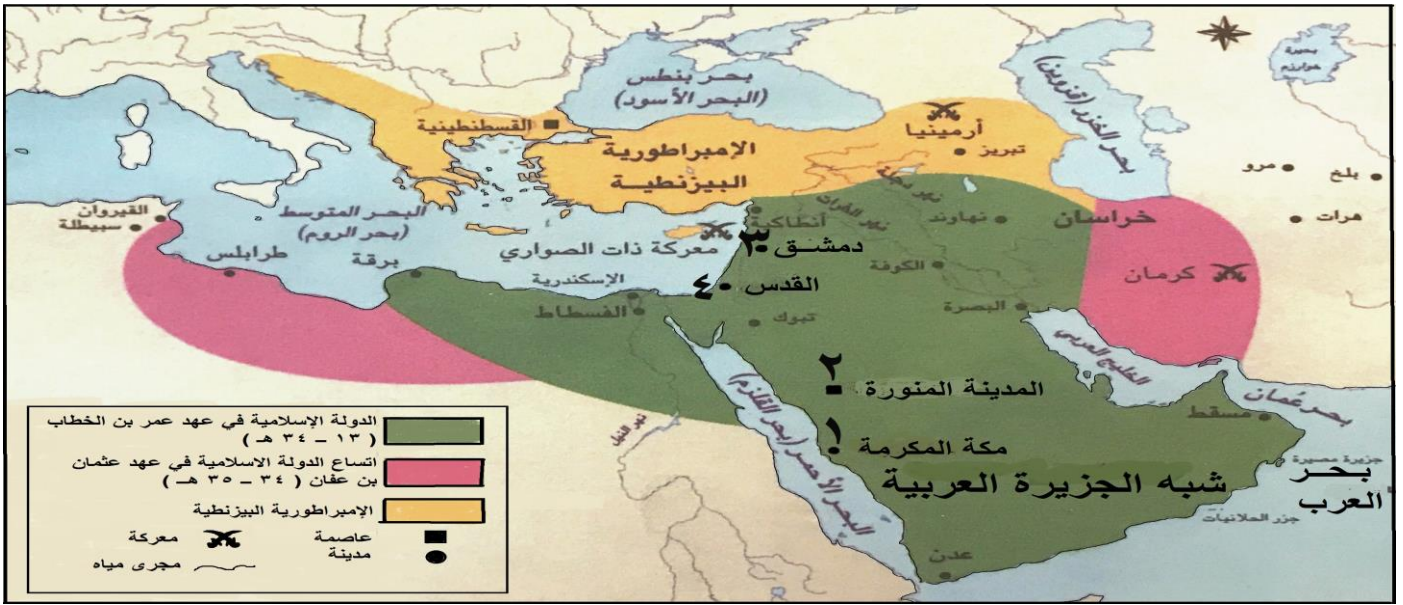 بحيرة
خوارزم
بحر بنطس
(البحر الأسود)
بحر الخزر (قزوين)
القسطنطينية
أرمينيا
تبريز
الإمبراطورية
البيزنطية
مرو
بلخ
هراة
نهر دجلة
نهر الفرات
أنطاكية
نهاوند
خراسان
القيروان
سبيطلة
البحر المتوسط
(بحر الروم)
طرابلس
برقة
معركة ذات الصواري
٣
دمشق
الكوفة
كرمان
الإسكندرية
٤
القدس
الفسطاط
تبوك
البصرة
الخليج العربي
٢
المدينة المنورة
البحر الأحمر (بحر القلزم)
نهر النيل
١
مكة المكرمة
شبه الجزيرة العربية
بحر عُمان
مسقط
جزيرة مصيرة
بحر
العرب
جزر الحلانيات
عدن
الدولة الإسلامية في عهد عمر بن الخطاب
( ١٣ – ٣٤ هـ )
اتساع الدولة الاسلامية في عهد عثمان
بن عفان ( ٣٤ – ٣٥ هـ )
الإمبراطورية البيزنطية
عاصمة
معركة
مدينة
مجرى مياه